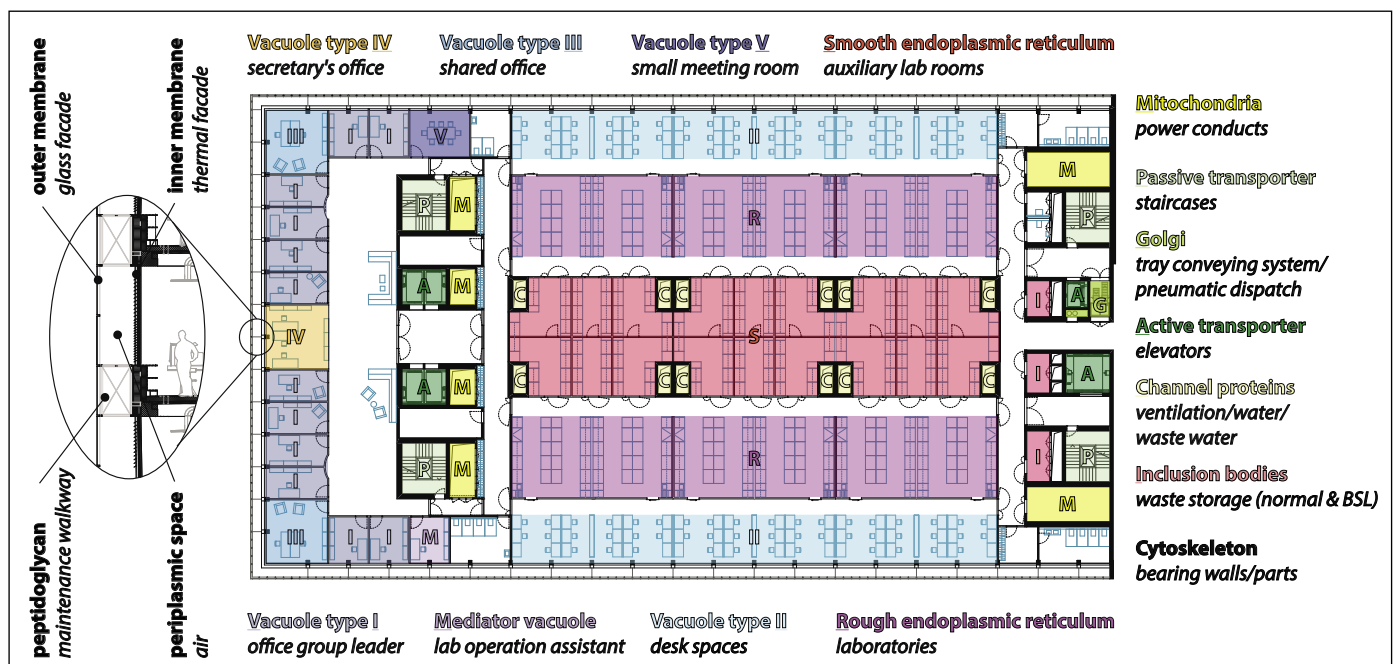 Vacuole type IV
secretary's office
Vacuole type III
shared office
Vacuole type V
small meeting room
Smooth endoplasmic reticulum
auxiliary lab rooms
outer membrane
glass facade
inner membrane
thermal facade
peptidoglycan
maintenance walkway
periplasmic space
air
III
I
I
V
II
M
I
P
M
R
P
I
I
I
A
M
C
C
C
C
C
C
I
A
G
IV
S
I
A
M
C
C
C
C
C
C
I
A
I
I
P
M
R
I
P
I
M
III
I
I
M
II
Mitochondria
power conducts
Passive transporter
staircases
Golgi
tray conveying system/
pneumatic dispatch
Active transporter
elevators
Channel proteins
ventilation/water/
waste water
Inclusion bodies
waste storage (normal & BSL)
Cytoskeleton
bearing walls/parts
Vacuole type I
office group leader
Mediator vacuole
lab operation assistant
Vacuole type II
desk spaces
Rough endoplasmic reticulum
laboratories